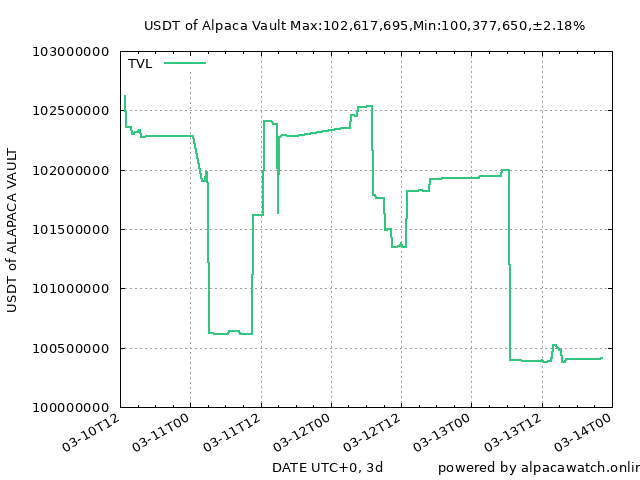 USDT of Alpaca Vault Max:102,617,695,Min:100,377,650,±2.18%
TVL
103000000
102500000
102000000
101500000
101000000
100500000
100000000
USDT of ALAPACA VAULT
03-10T12
03-11T00
03-11T12
03-12T00
03-12T12
03-13T00
03-13T12
03-14T00
DATE UTC+0, 3d
powered by alpacawatch.onlin